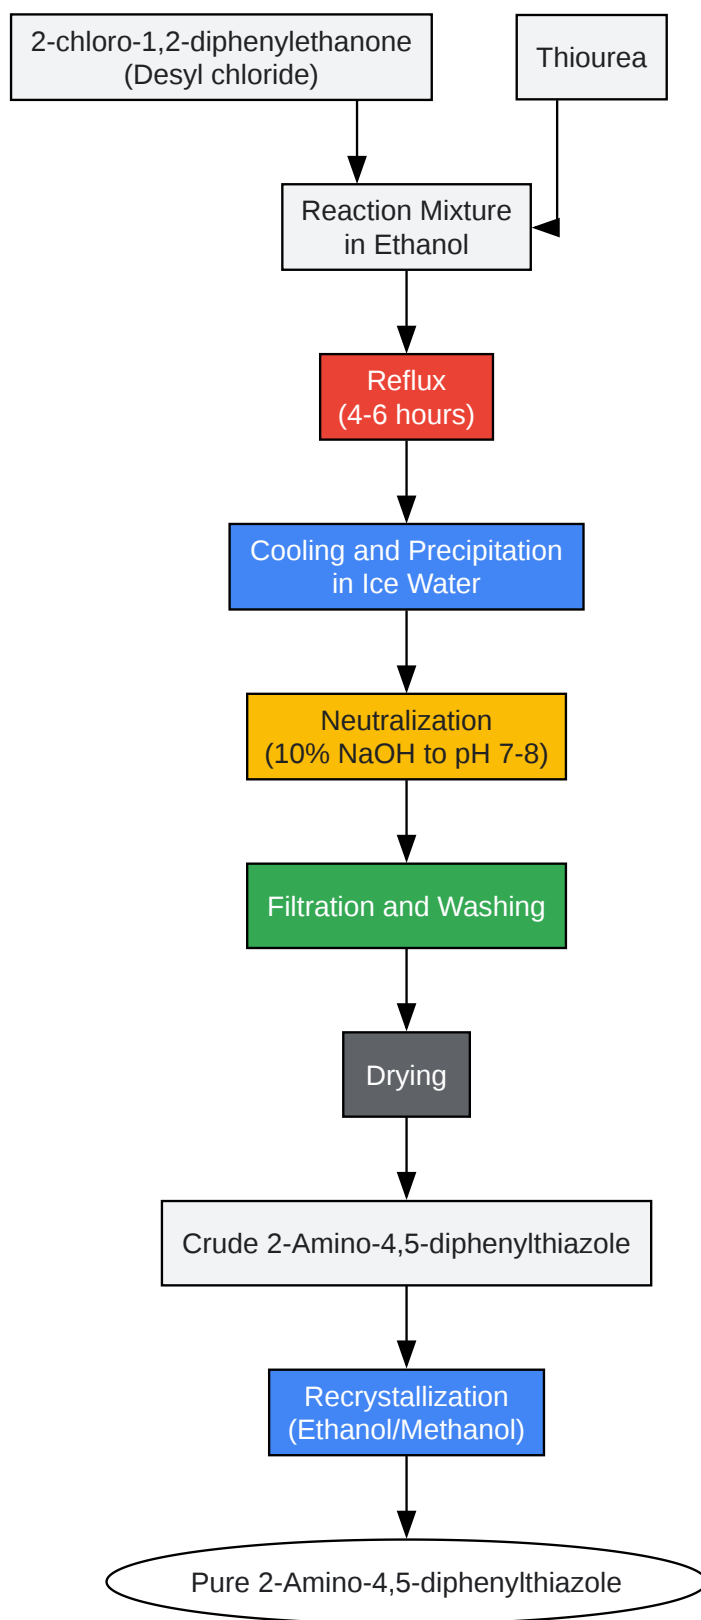 2-chloro-1,2-diphenylethanone
(Desyl chloride)
Thiourea
Reaction Mixture
in Ethanol
Reflux
(4-6 hours)
Cooling and Precipitation
in Ice Water
Neutralization
(10% NaOH to pH 7-8)
Filtration and Washing
Drying
Crude 2-Amino-4,5-diphenylthiazole
Recrystallization
(Ethanol/Methanol)
Pure 2-Amino-4,5-diphenylthiazole